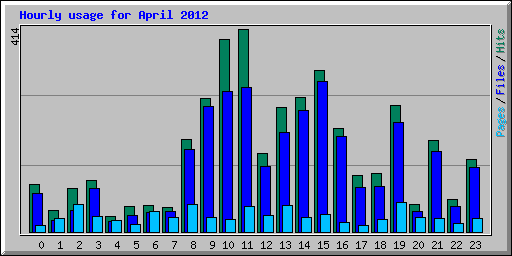 Hourly usage for April 2012
414
Pages / Files / Hits
0 1 2 3 4 5 6 7 8 9 10 11 12 13 14 15 16 17 18 19 20 21 22 23